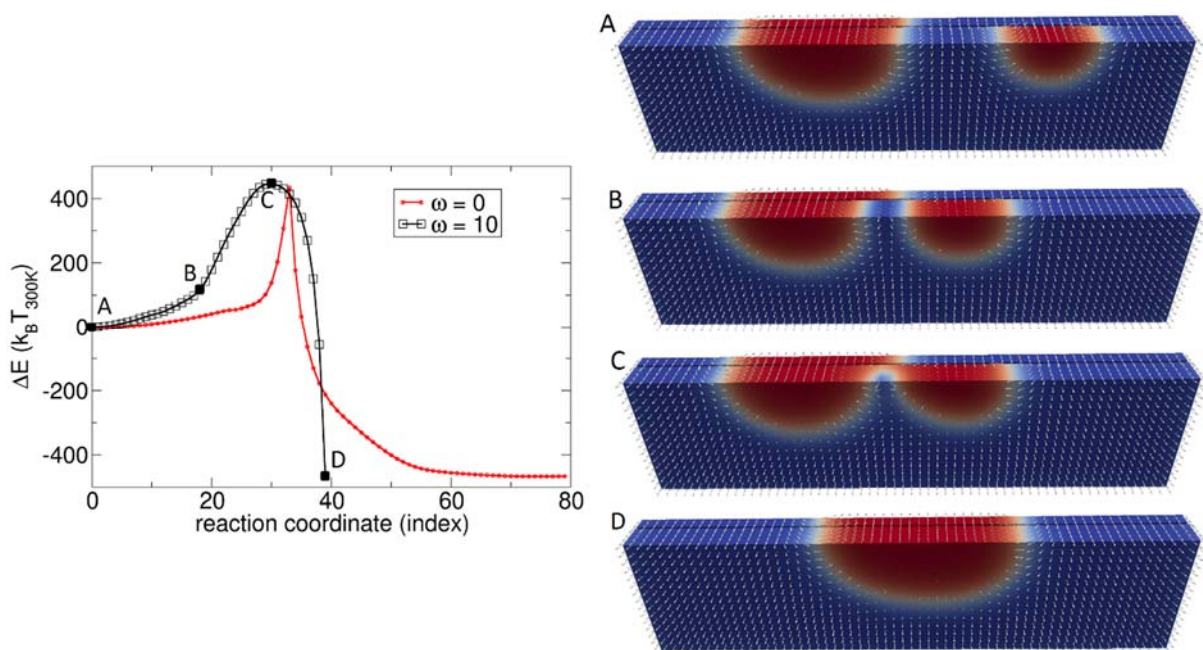 A
400
200
0
-200
-400
ΔE (k_B T_300K)
A
B
C
D
ω = 0
ω = 10
0
20
40
60
80
reaction coordinate (index)
B
C
D